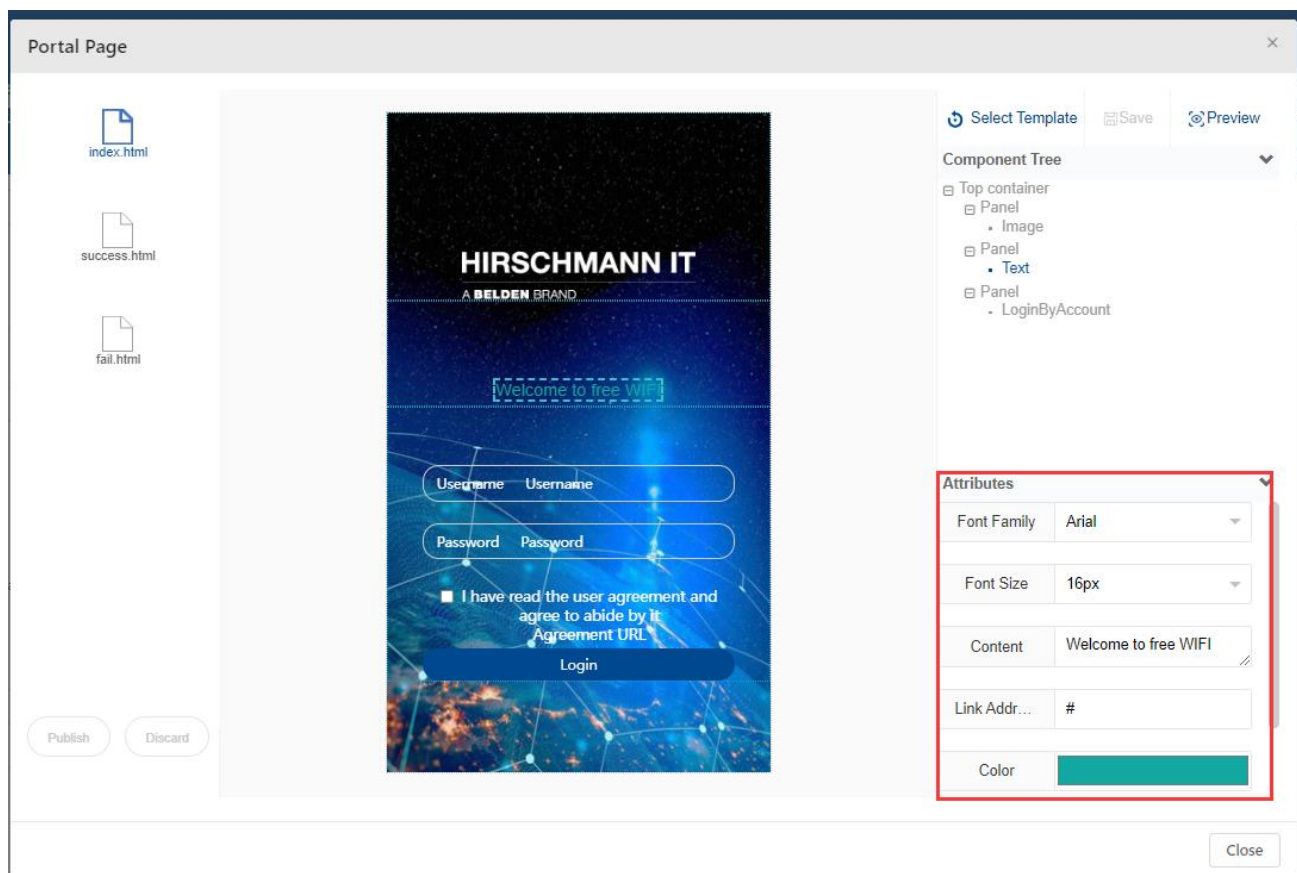 Portal Page
index.html
success.html
fail.html
Publish
Discard
HIRSCHMANN IT
A BELDEN BRAND
Welcome to free WIFI
Username Username
Password Password
I have read the user agreement and
agree to abide by it
Agreement URL
Login
Select Template
Save
Preview
Component Tree
Top container
Panel
Image
Panel
Text
Panel
LoginByAccount
Attributes
Font Family Arial
Font Size 16px
Content Welcome to free WIFI
Link Addr... #
Color
Close